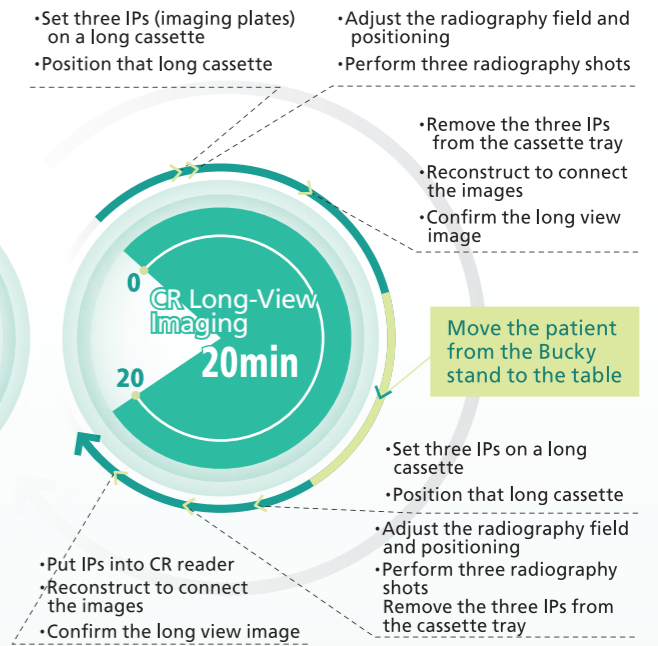 ・Set three IPs (imaging plates)
on a long cassette
・Position that long cassette
・Adjust the radiography field and
positioning
・Perform three radiography shots
・Remove the three IPs
from the cassette tray
・Reconstruct to connect
the images
・Confirm the long view
image
0
CR Long-View
Imaging
20min
20
Move the patient
from the Bucky
stand to the table
・Set three IPs on a long
cassette
・Position that long cassette
・Adjust the radiography field
and positioning
・Perform three radiography
shots
Remove the three IPs from
the cassette tray
・Put IPs into CR reader
・Reconstruct to connect
the images
・Confirm the long view image